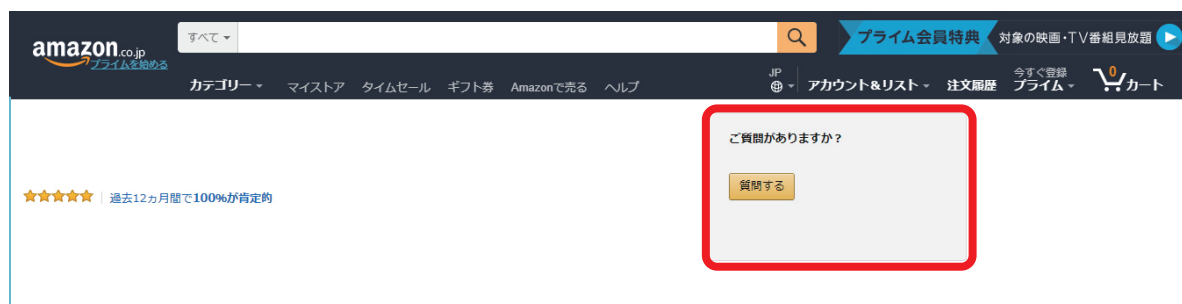 amazon.co.jp
プライムを始める
すべて
プライム会員特典 対象の映画・TV番組見放題
カテゴリー マイストア タイムセール ギフト券 Amazonで売る ヘルプ
JP
アカウント&リスト 注文履歴
今すぐ登録
プライム
0
カート
ご質問がありますか?
質問する
過去12ヵ月間で100%が肯定的